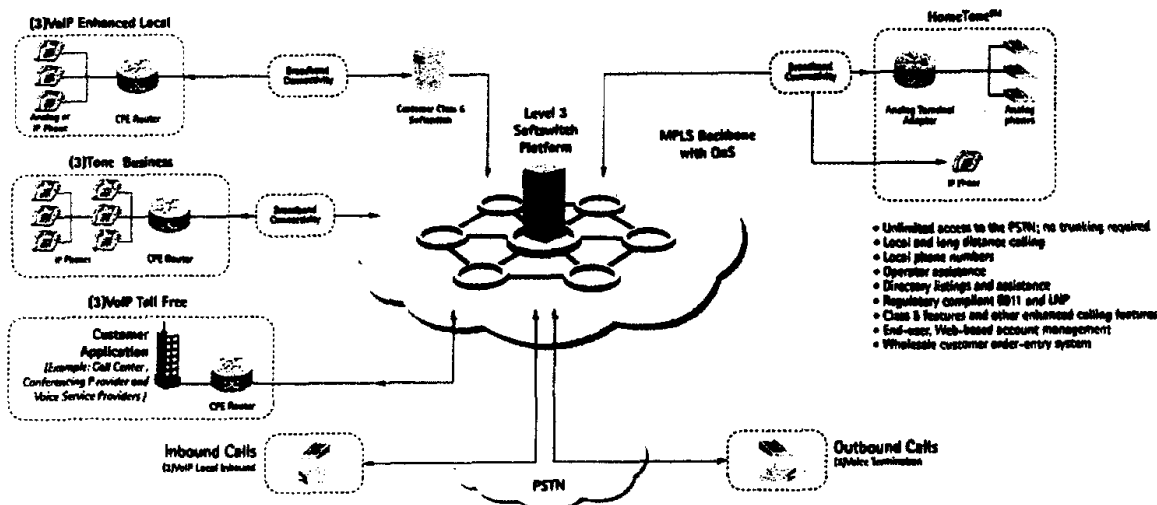 (3)VoIP Enhanced Local
Analog or
IP Phones
CPE Router
Broadband
Connectivity
Customer Class 5
Softswitch
Level 3
Softswitch
Platform
MPLS Backbone
with QoS
HomeTone℠
Broadband
Connectivity
Analog Terminal
Adaptor
Analog
phones
IP Phone
(3)Tone Business
IP Phones
CPE Router
Broadband
Connectivity
• Unlimited access to the PSTN; no trunking required
• Local and long distance calling
• Local phone numbers
• Operator assistance
• Directory listings and assistance
• Regulatory compliant E911 and LNP
• Class 5 features and other enhanced calling features
• End-user, Web-based account management
• Wholesale customer order-entry system
(3)VoIP Toll Free
Customer
Application
[Example: Call Center,
Conferencing Provider and
Voice Service Providers]
CPE Router
Inbound Calls
(3)VoIP Local Inbound
PSTN
Outbound Calls
(3)Voice Termination